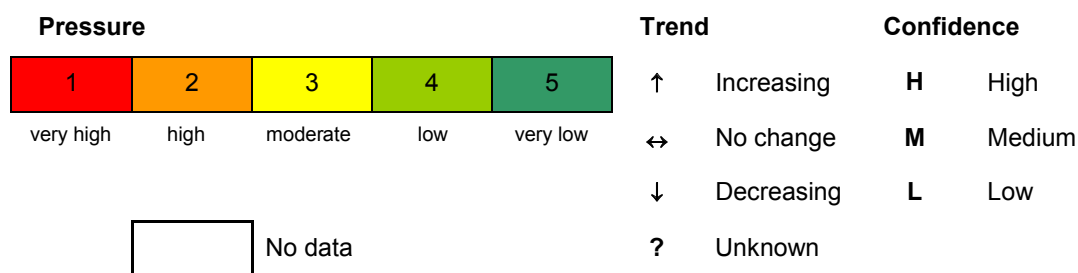 Pressure
1 2 3 4 5
very high high moderate low very low
No data
Trend
↑ Increasing
↔ No change
↓ Decreasing
? Unknown
Confidence
H High
M Medium
L Low